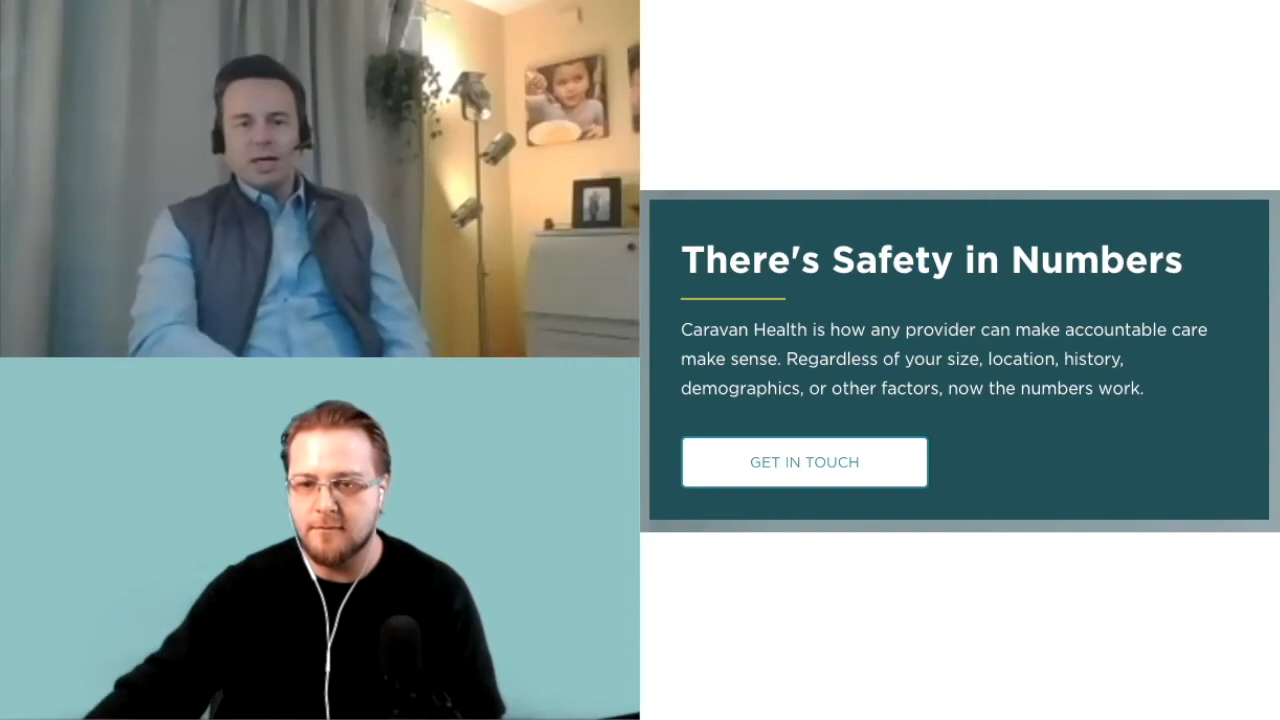 There's Safety in Numbers
Caravan Health is how any provider can make accountable care
make sense. Regardless of your size, location, history,
demographics, or other factors, now the numbers work.
GET IN TOUCH